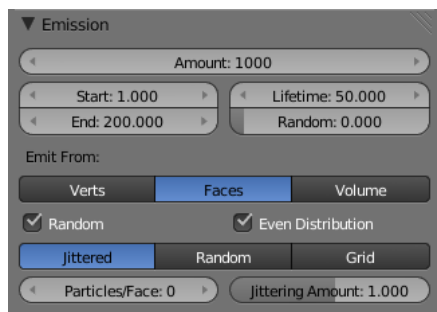 Emission
Amount: 1000
Start: 1.000 Lifetime: 50.000
End: 200.000 Random: 0.000
Emit From:
Verts Faces Volume
Random Even Distribution
Jittered Random Grid
Particles/Face: 0 Jittering Amount: 1.000